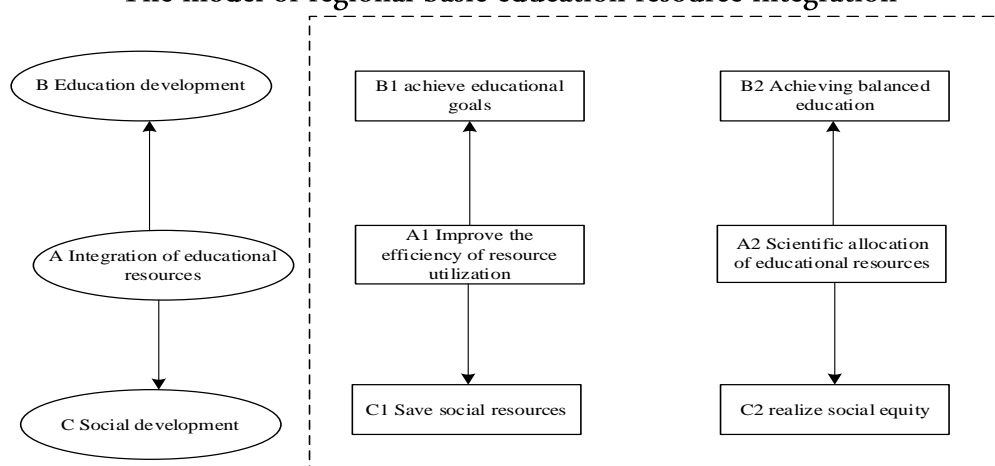 The model of regional basic education resource integration
B Education development
B1 achieve educational
goals
B2 Achieving balanced
education
A Integration of educational
resources
A1 Improve the
efficiency of resource
utilization
A2 Scientific allocation
of educational resources
C Social development
C1 Save social resources
C2 realize social equity